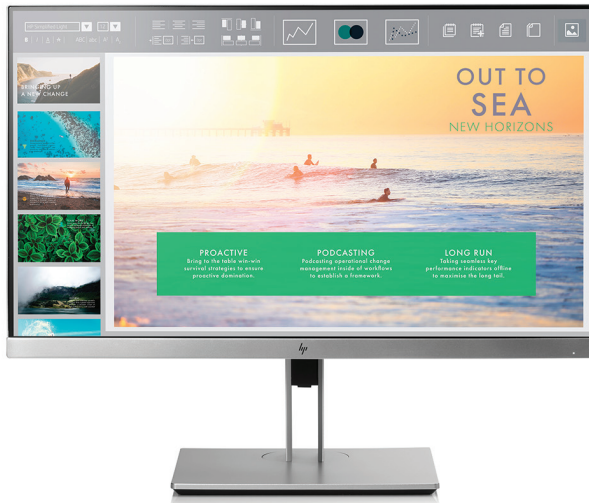 BRINGING UP
A NEW CHANGE
OUT TO
SEA
NEW HORIZONS
PROACTIVE
Bring to the table win-win
survival strategies to ensure
proactive domination.
PODCASTING
Podcasting operational change
management inside of workflows
to establish a framework.
LONG RUN
Taking seamless key
performance indicators offline
to maximise the long tail.
hp